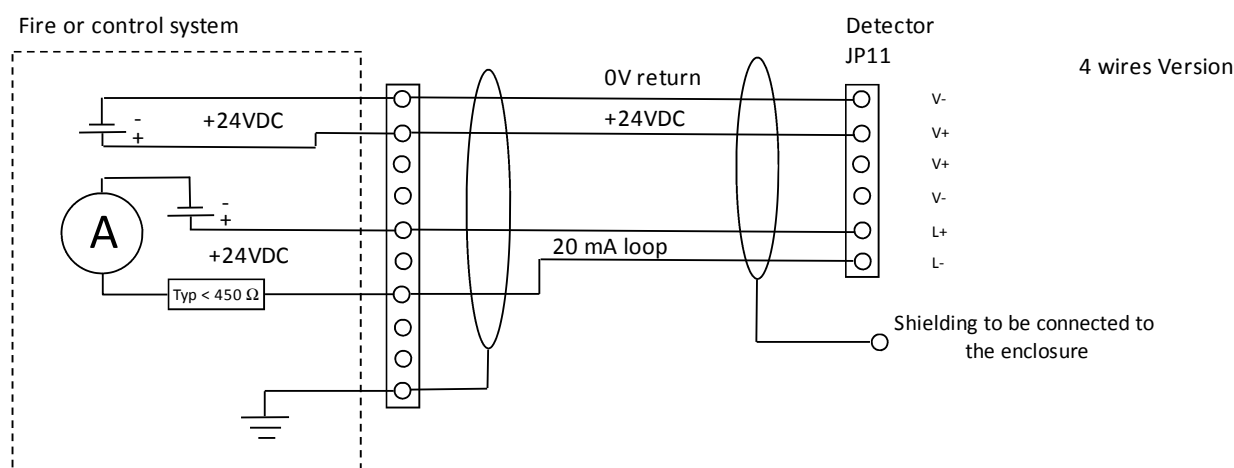 Fire or control system
Detector
JP11
4 wires Version
0V return
V-
-
+24VDC
+24VDC
+
V+
V+
-
V-
A
+
L+
+24VDC
20 mA loop
L-
Typ < 450 Ω
Shielding to be connected to
the enclosure